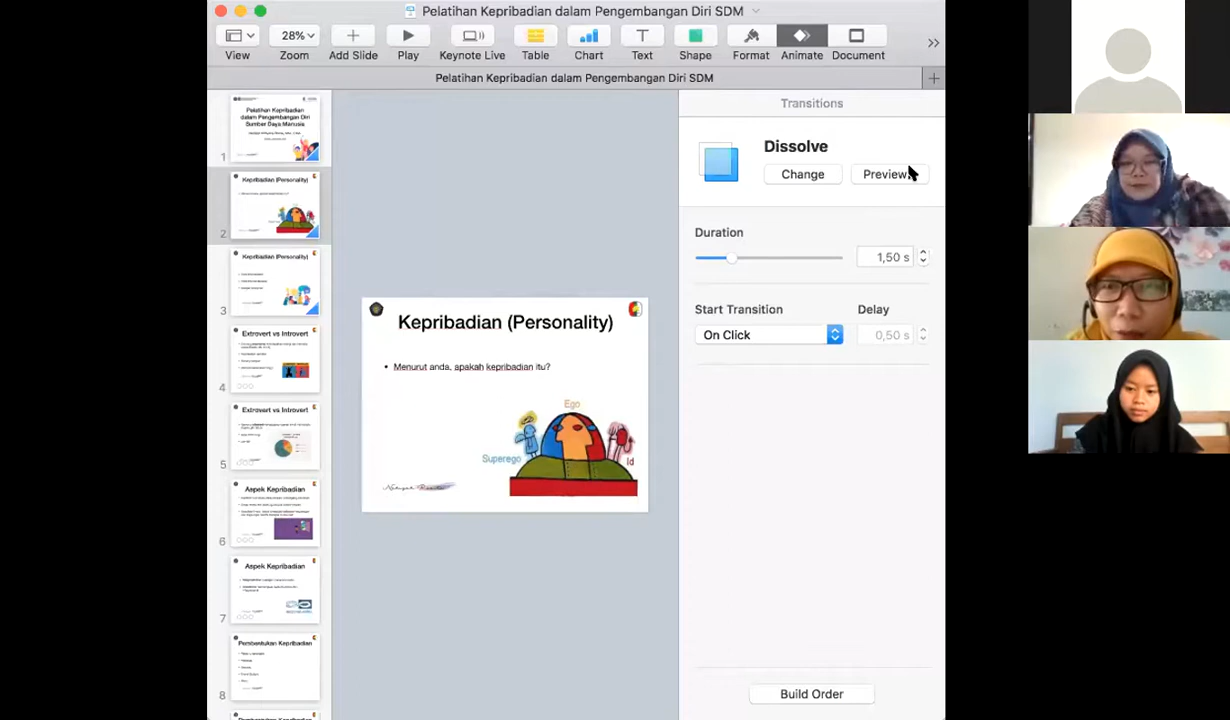 Pelatihan Kepribadian dalam Pengembangan Diri SDM
28%
View
Zoom
Add Slide
Play
Keynote Live
Table
Chart
Text
Shape
Format
Animate
Document
Pelatihan Kepribadian dalam Pengembangan Diri SDM
Pelatihan Kepribadian
dalam Pengembangan Diri
Sumber Daya Manusia
1
Kepribadian (Personality)
2
Kepribadian (Personality)
3
Extrovert vs Introvert
4
Extrovert vs Introvert
5
Aspek Kepribadian
6
Aspek Kepribadian
7
Pembentukan Kepribadian
8
Kepribadian (Personality)
• Menurut anda, apakah kepribadian itu?
Ego
Superego
Id
Transitions
Dissolve
Change
Preview
Duration
1,50 s
Start Transition
Delay
On Click
0,50 s
Build Order